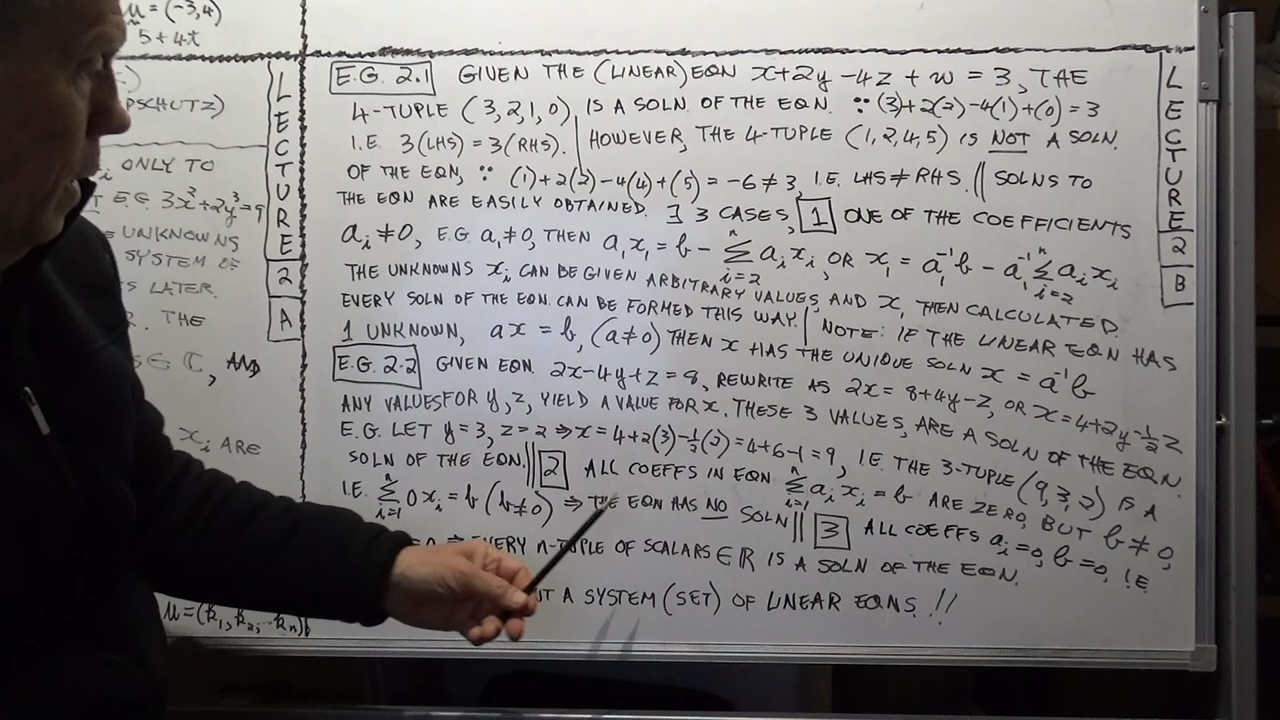 u = (-3,4)
5+4t
PSCHUTZ)
ONLY TO
E.G. 3x³+2y³=9
UNKNOWNS
SYSTEM OF
LATER.
THE
∈ ℂ, AND
xᵢ ARE
u=(k₁,k₂,...kₙ)
LECTURE 2 A
E.G. 2.1 GIVEN THE (LINEAR) EQN x+2y-4z+w=3, THE
4-TUPLE (3,2,1,0) IS A SOLN OF THE EQN. ∵ (3)+2(2)-4(1)+(0)=3
I.E. 3(LHS)=3(RHS). | HOWEVER, THE 4-TUPLE (1,2,4,5) IS NOT A SOLN.
OF THE EQN, ∵ (1)+2(2)-4(4)+(5)=-6≠3, I.E. LHS≠RHS. || SOLNS TO
THE EQN ARE EASILY OBTAINED. ∃ 3 CASES, 1 ONE OF THE COEFFICIENTS
aᵢ≠0, E.G. a₁≠0, THEN a₁x₁=b-∑ⁿᵢ₌₂ aᵢxᵢ, OR x₁=a₁⁻¹b-a₁⁻¹∑ⁿᵢ₌₂ aᵢxᵢ
THE UNKNOWNS xᵢ CAN BE GIVEN ARBITRARY VALUES, AND x₁ THEN CALCULATED.
EVERY SOLN OF THE EQN. CAN BE FORMED THIS WAY. | NOTE: IF THE LINEAR EQN HAS
1 UNKNOWN, ax=b, (a≠0) THEN x HAS THE UNIQUE SOLN x=a⁻¹b
E.G. 2.2 GIVEN EQN. 2x-4y+z=8, REWRITE AS 2x=8+4y-z, OR x=4+2y-½z
ANY VALUES FOR y,z, YIELD A VALUE FOR x. THESE 3 VALUES, ARE A SOLN OF THE EQN.
E.G. LET y=3, z=2 ⇒ x=4+2(3)-½(2)=4+6-1=9, I.E. THE 3-TUPLE (9,3,2) IS A
SOLN OF THE EQN. || 2 ALL COEFFS IN EQN ∑ⁿᵢ₌₁ aᵢxᵢ=b ARE ZERO, BUT b≠0,
I.E. ∑ⁿᵢ₌₁ 0xᵢ=b (b≠0) ⇒ THE EQN HAS NO SOLN || 3 ALL COEFFS aᵢ=0, b=0, I.E
⇒ EVERY n-TUPLE OF SCALARS ∈ ℝ IS A SOLN OF THE EQN.
A SYSTEM (SET) OF LINEAR EQNS. !!
LECTURE 2 B